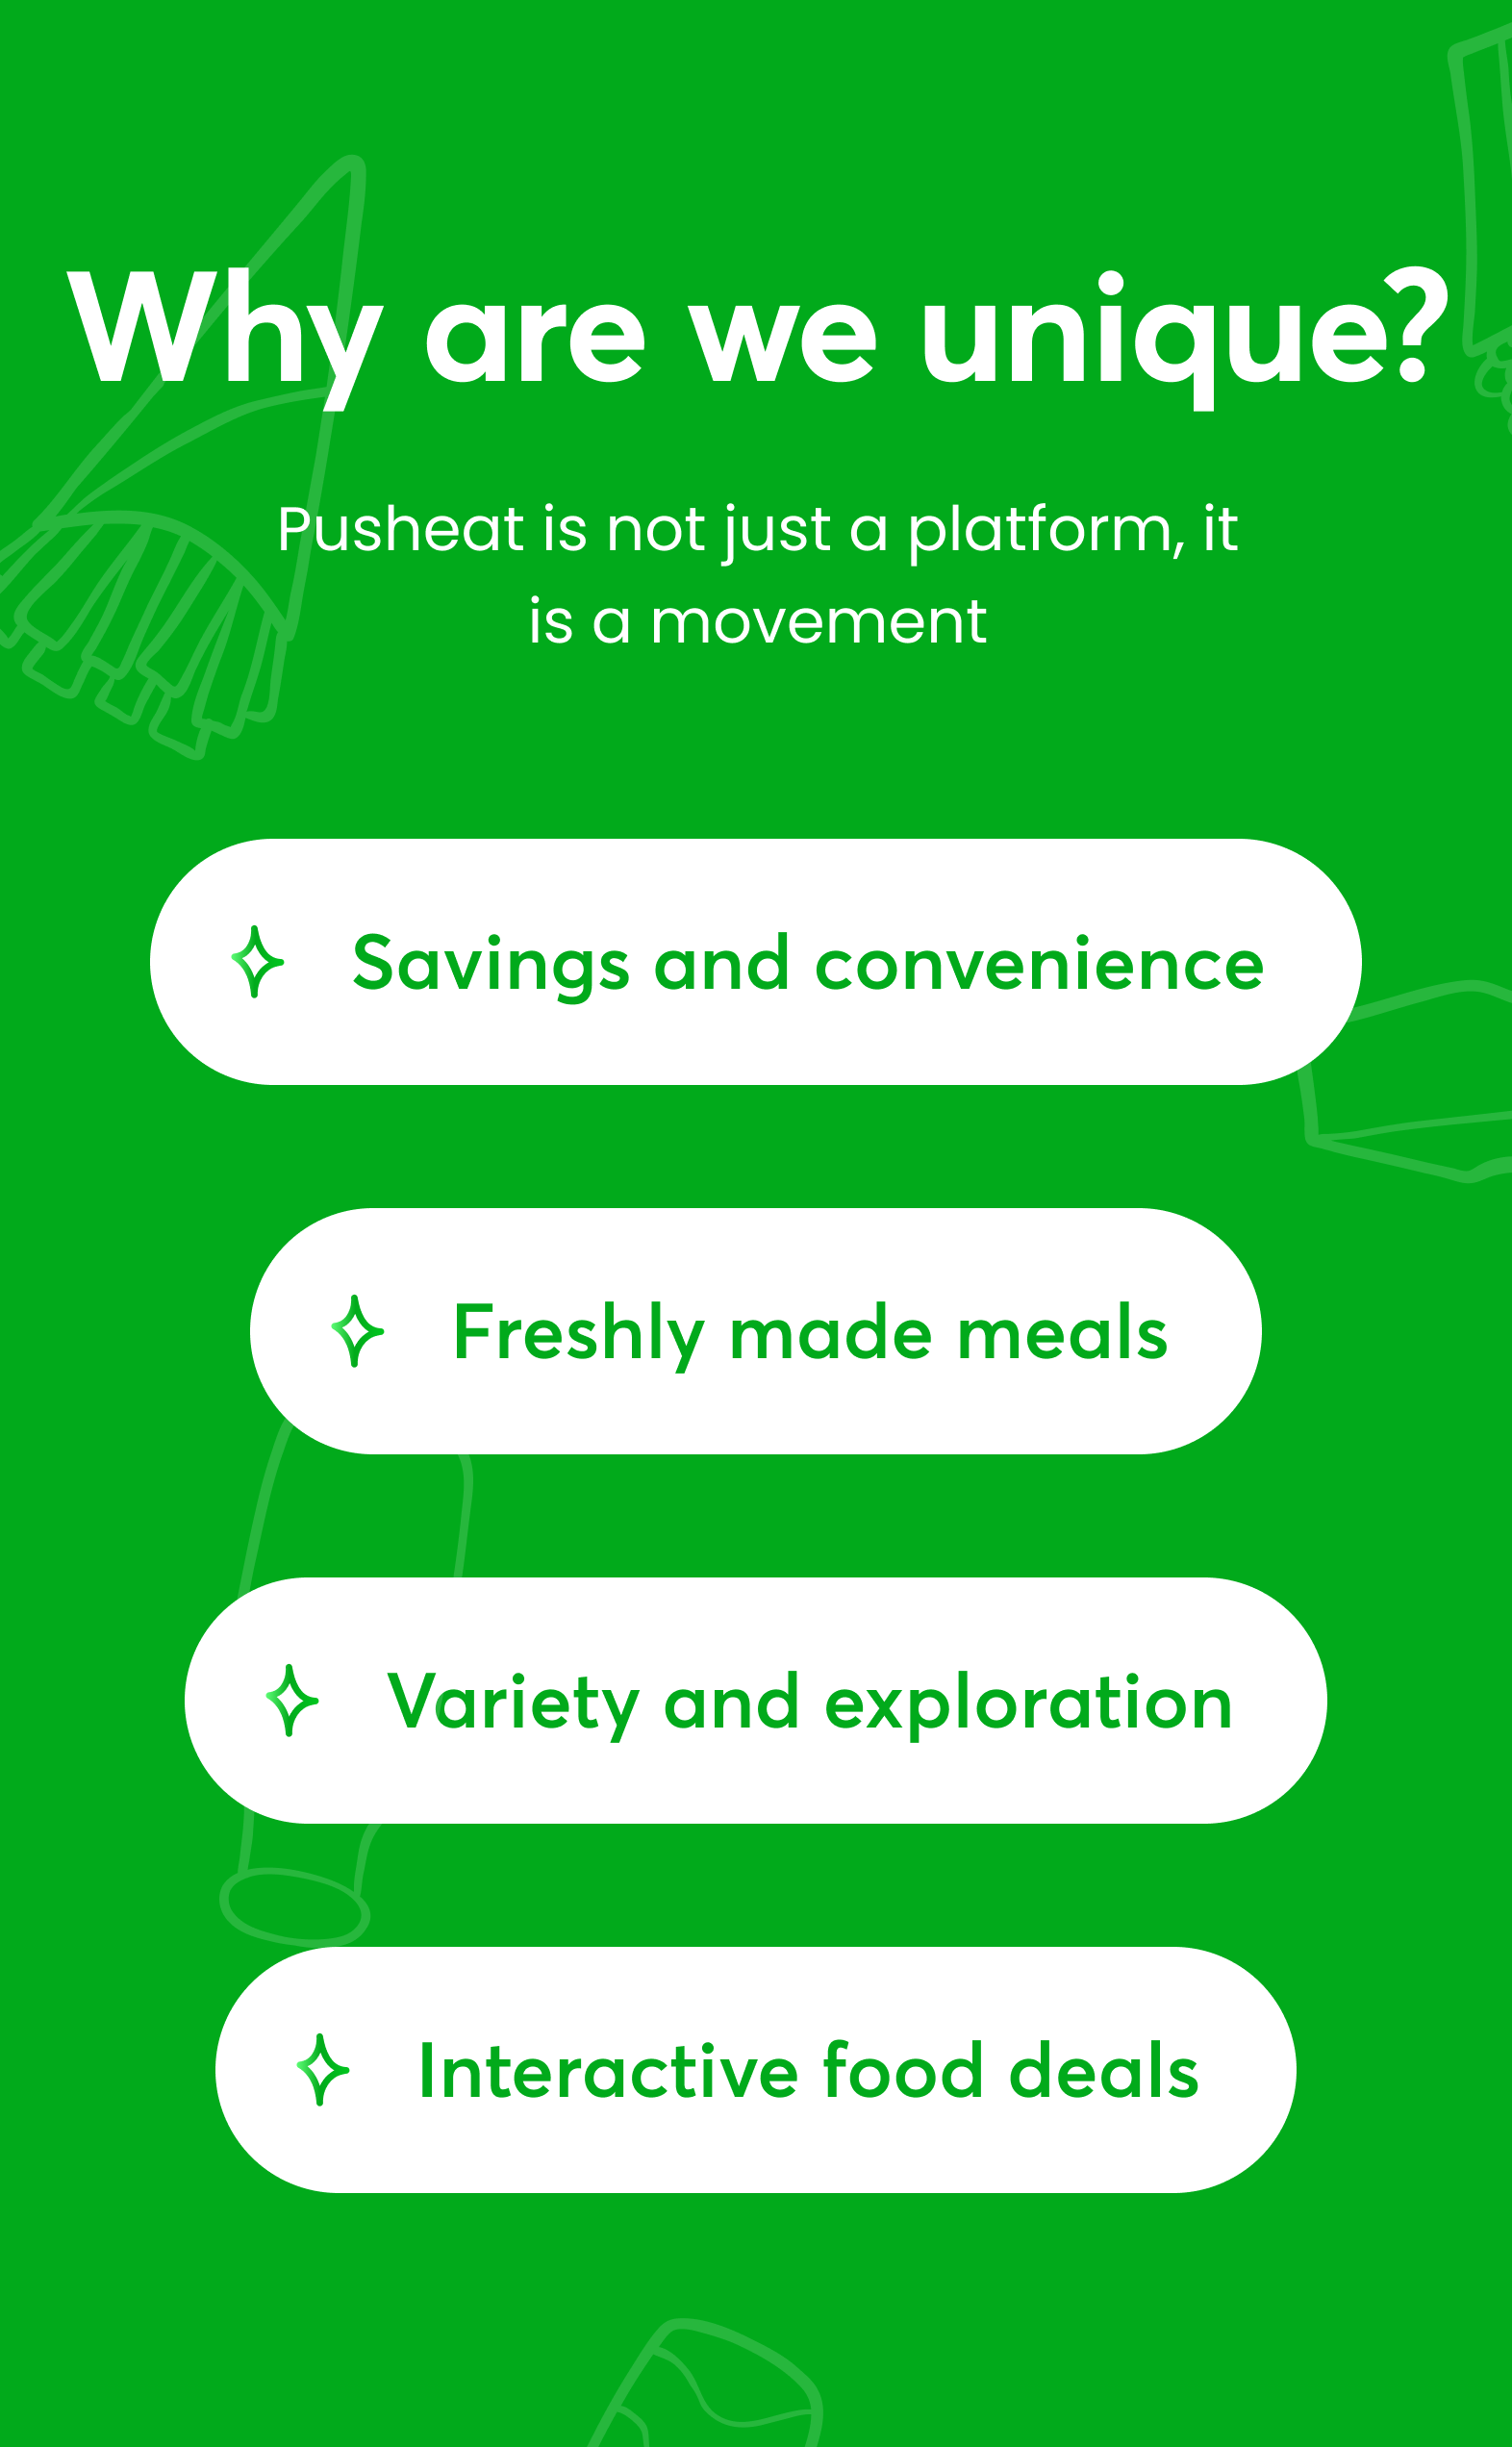 Why are we unique?
Pusheat is not just a platform, it
is a movement
Savings and convenience
Freshly made meals
Variety and exploration
Interactive food deals